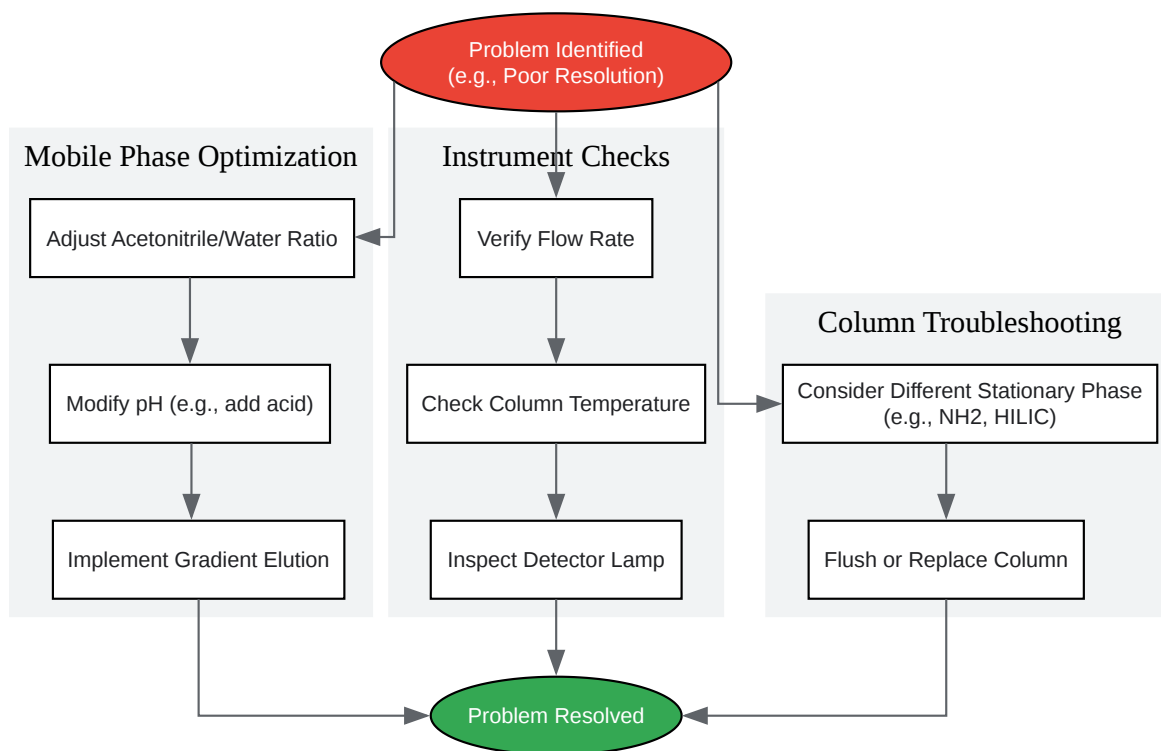 Problem Identified
(e.g., Poor Resolution)
Mobile Phase Optimization
Adjust Acetonitrile/Water Ratio
Modify pH (e.g., add acid)
Implement Gradient Elution
Instrument Checks
Verify Flow Rate
Check Column Temperature
Inspect Detector Lamp
Column Troubleshooting
Consider Different Stationary Phase
(e.g., NH2, HILIC)
Flush or Replace Column
Problem Resolved